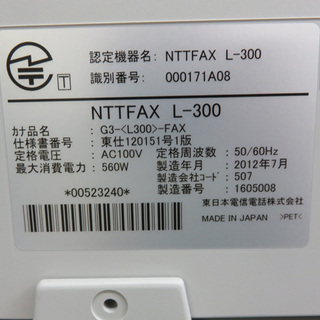 認定機器名: NTTFAX L-300
T 識別番号: 000171A08
NTTFAX L-300
カナ品名: G3-<L300>-FAX
仕様書番号: 東仕120151号1版
定格電圧: AC100V 定格周波数: 50/60Hz
最大消費電力: 560W 製造年月: 2012年7月
製造会社コード: 507
*00523240* 製造番号: 1605008
東日本電信電話株式会社
MADE IN JAPAN >PET<